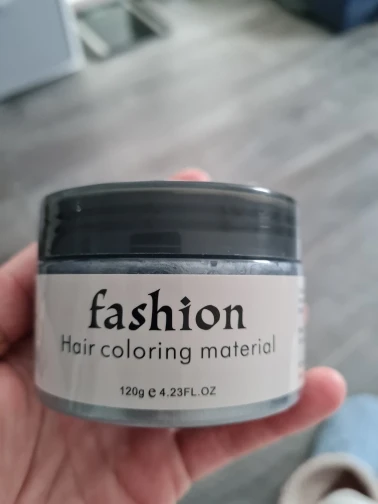 fashion
Hair coloring material
120g ℮ 4.23FL.OZ